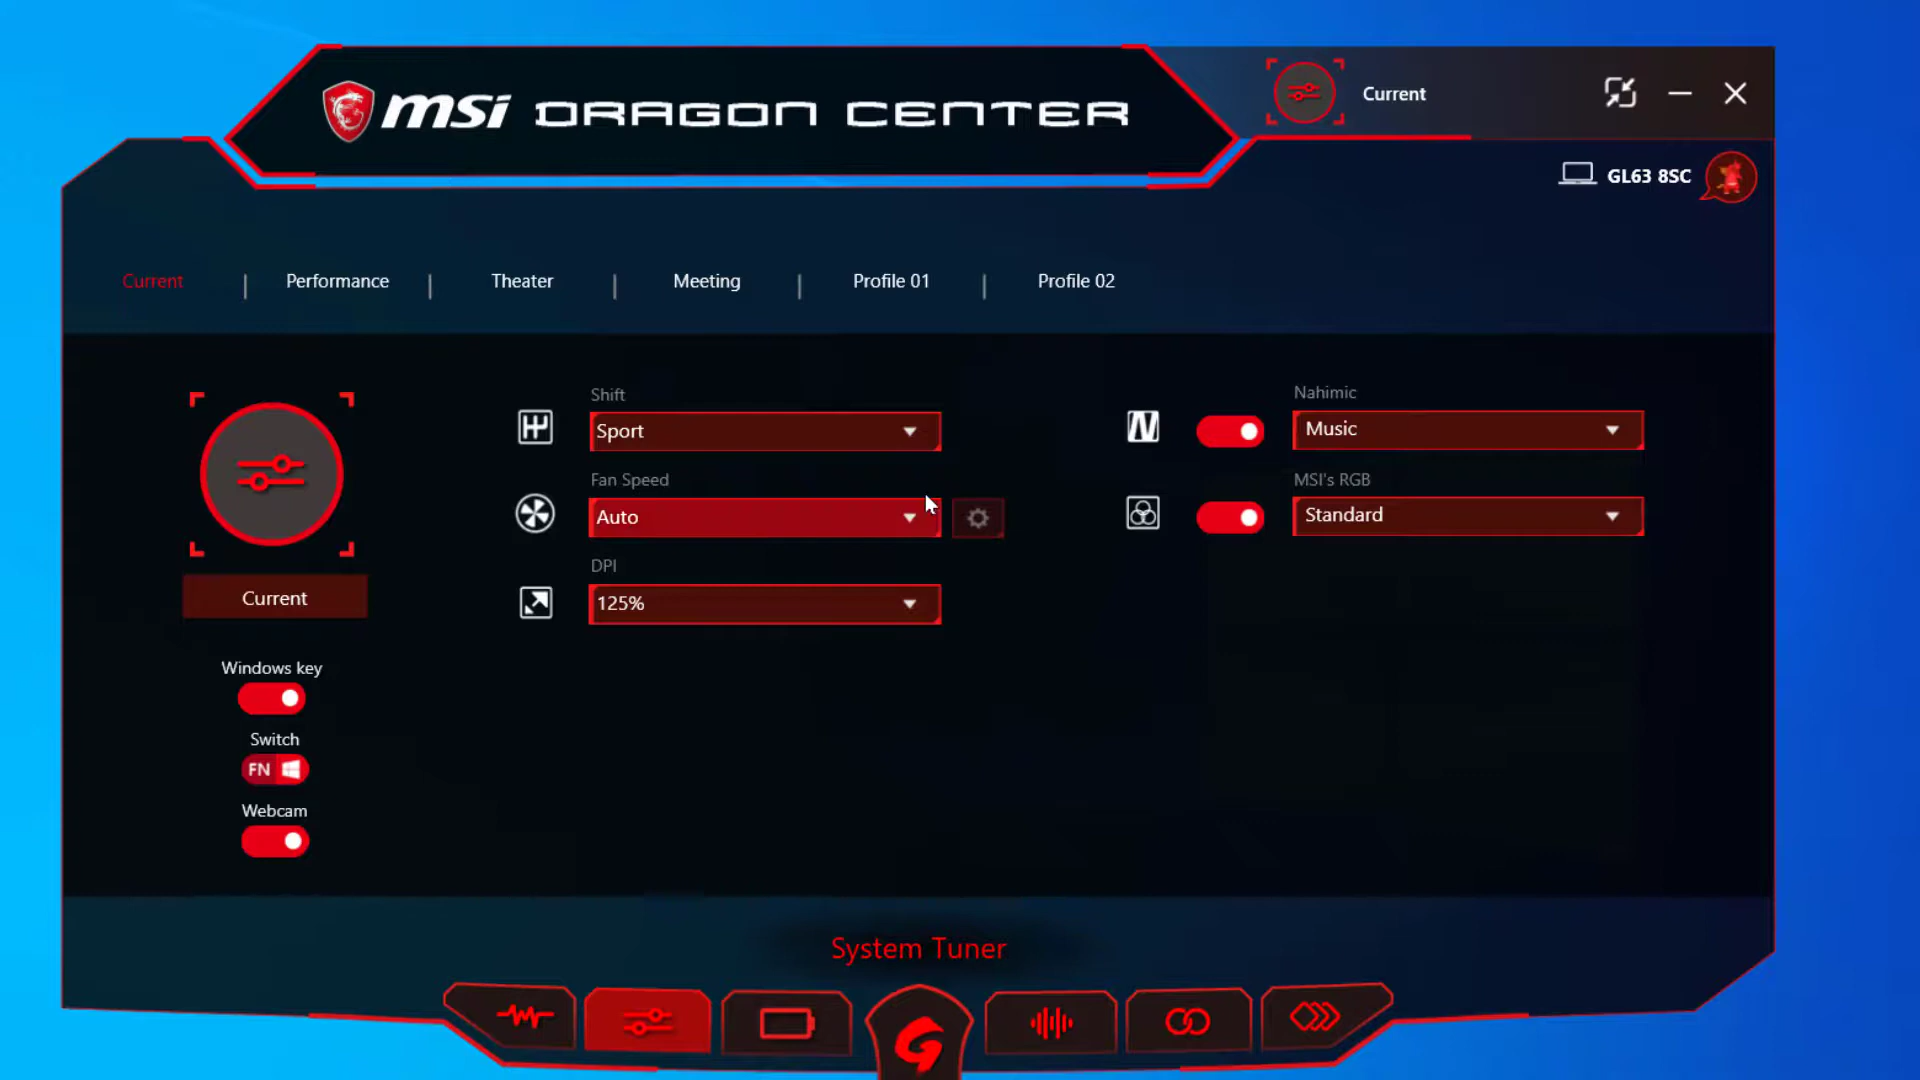 msi DRAGON CENTER
Current
GL63 8SC
Current | Performance | Theater | Meeting | Profile 01 | Profile 02
Shift
Sport
Fan Speed
Auto
DPI
125%
Nahimic
Music
MSI's RGB
Standard
Current
Windows key
Switch
FN
Webcam
System Tuner